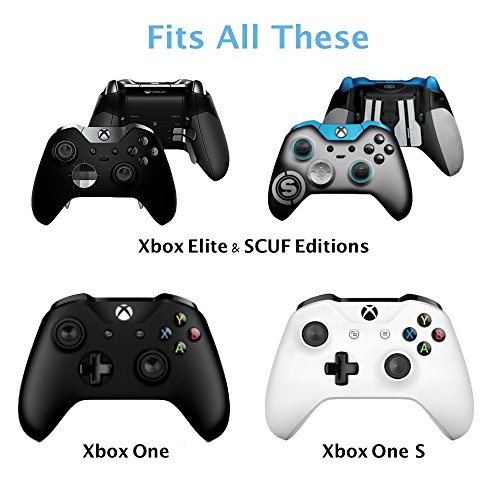 Fits All These
Xbox Elite & SCUF Editions
Y
X B
A
Y
X B
A
Xbox One
Xbox One S